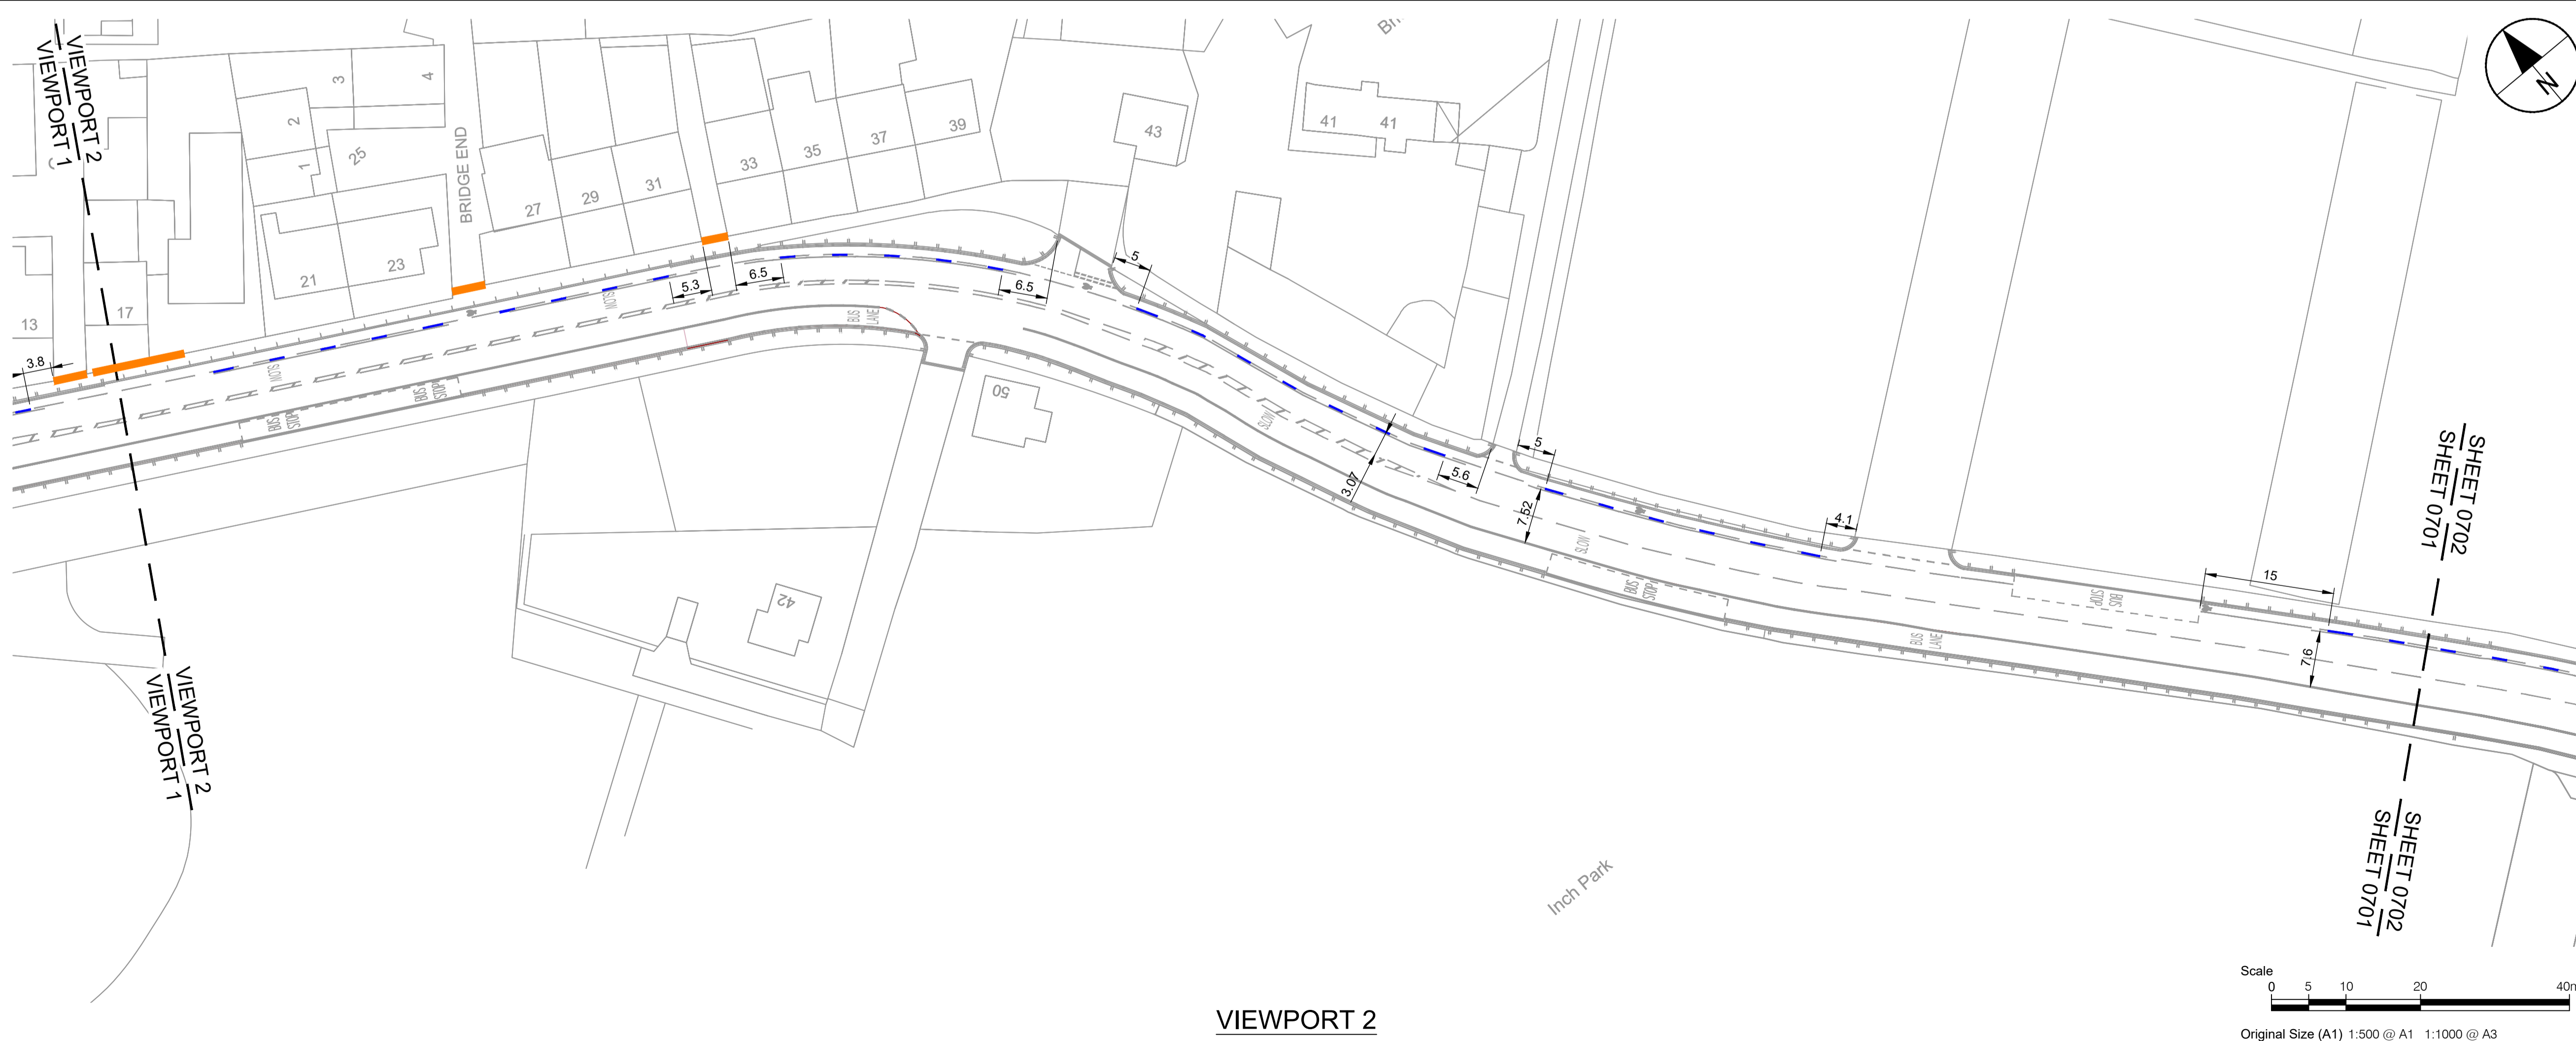 VIEWPORT 2
VIEWPORT 1
3
4
2
1
25
BRIDGE END
21
23
17
13
27
29
31
33
35
37
39
43
41
41
N
3.8
5.3
6.5
6.5
5
SLOW
SLOW
BUS
STOP
BUS
STOP
BUS
LANE
50
42
SLOW
3.07
5.6
5
7.52
4.1
SLOW
BUS
STOP
BUS
LANE
BUS
STOP
15
7.6
SHEET 0702
SHEET 0701
VIEWPORT 2
VIEWPORT 1
SHEET 0702
SHEET 0701
Inch Park
VIEWPORT 2
Scale
0 5 10 20 40m
Original Size (A1) 1:500 @ A1 1:1000 @ A3